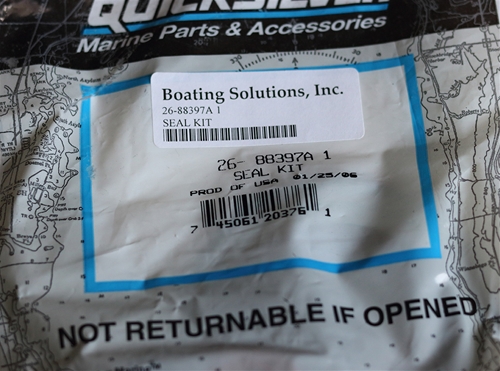 QUICKSILVER
Marine Parts & Accessories
Boating Solutions, Inc.
26-88397A 1
SEAL KIT
26- 88397A 1
SEAL KIT
PROD OF USA 01/25/06
7 45061 20376 1
NOT RETURNABLE IF OPENED